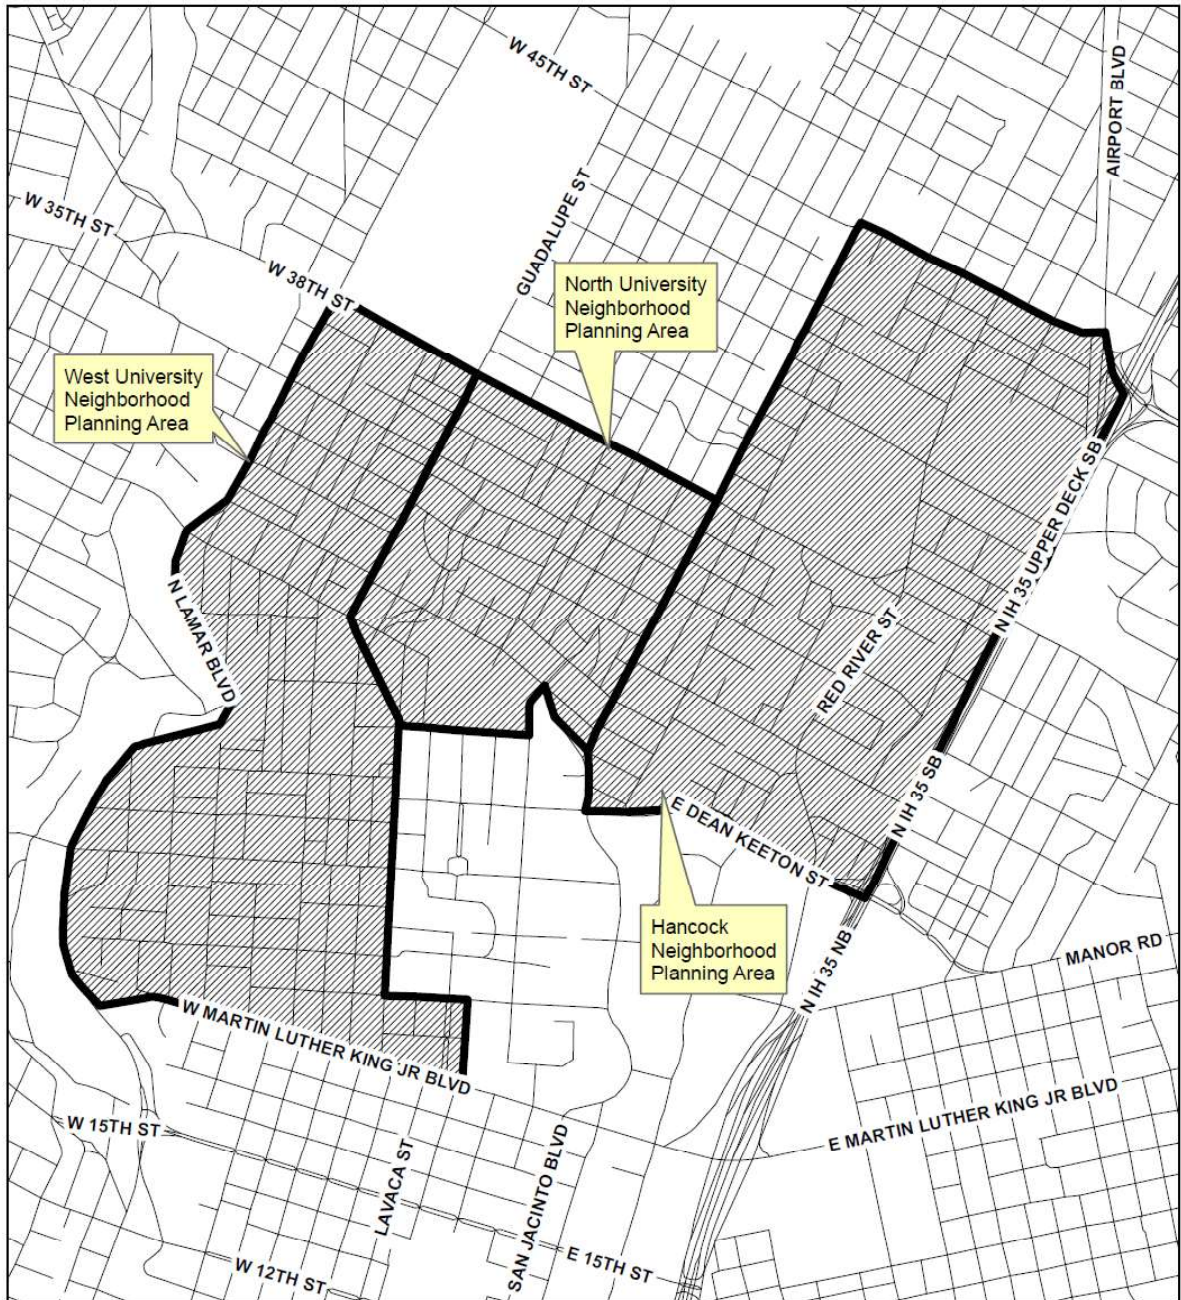 W 45TH ST
AIRPORT BLVD
W 35TH ST
GUADALUPE ST
W 38TH ST
North University
Neighborhood
Planning Area
West University
Neighborhood
Planning Area
N IH 35 UPPER DECK SB
N LAMAR BLVD
RED RIVER ST
N IH 35 SB
E DEAN KEETON ST
Hancock
Neighborhood
Planning Area
MANOR RD
N IH 35 NB
W MARTIN LUTHER KING JR BLVD
E MARTIN LUTHER KING JR BLVD
W 15TH ST
LAVACA ST
SAN JACINTO BLVD
E 15TH ST
W 12TH ST